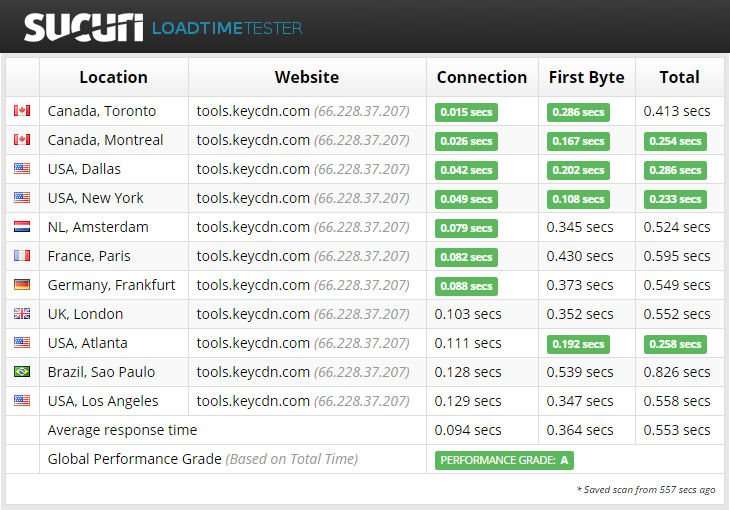 SUCURI LOADTIMETESTER
Location Website Connection First Byte Total
Canada, Toronto tools.keycdn.com (66.228.37.207) 0.015 secs 0.286 secs 0.413 secs
Canada, Montreal tools.keycdn.com (66.228.37.207) 0.026 secs 0.167 secs 0.254 secs
USA, Dallas tools.keycdn.com (66.228.37.207) 0.042 secs 0.202 secs 0.286 secs
USA, New York tools.keycdn.com (66.228.37.207) 0.049 secs 0.108 secs 0.233 secs
NL, Amsterdam tools.keycdn.com (66.228.37.207) 0.079 secs 0.345 secs 0.524 secs
France, Paris tools.keycdn.com (66.228.37.207) 0.082 secs 0.430 secs 0.595 secs
Germany, Frankfurt tools.keycdn.com (66.228.37.207) 0.088 secs 0.373 secs 0.549 secs
UK, London tools.keycdn.com (66.228.37.207) 0.103 secs 0.352 secs 0.552 secs
USA, Atlanta tools.keycdn.com (66.228.37.207) 0.111 secs 0.192 secs 0.258 secs
Brazil, Sao Paulo tools.keycdn.com (66.228.37.207) 0.128 secs 0.539 secs 0.826 secs
USA, Los Angeles tools.keycdn.com (66.228.37.207) 0.129 secs 0.347 secs 0.558 secs
Average response time 0.094 secs 0.364 secs 0.553 secs
Global Performance Grade (Based on Total Time) PERFORMANCE GRADE: A
* Saved scan from 557 secs ago